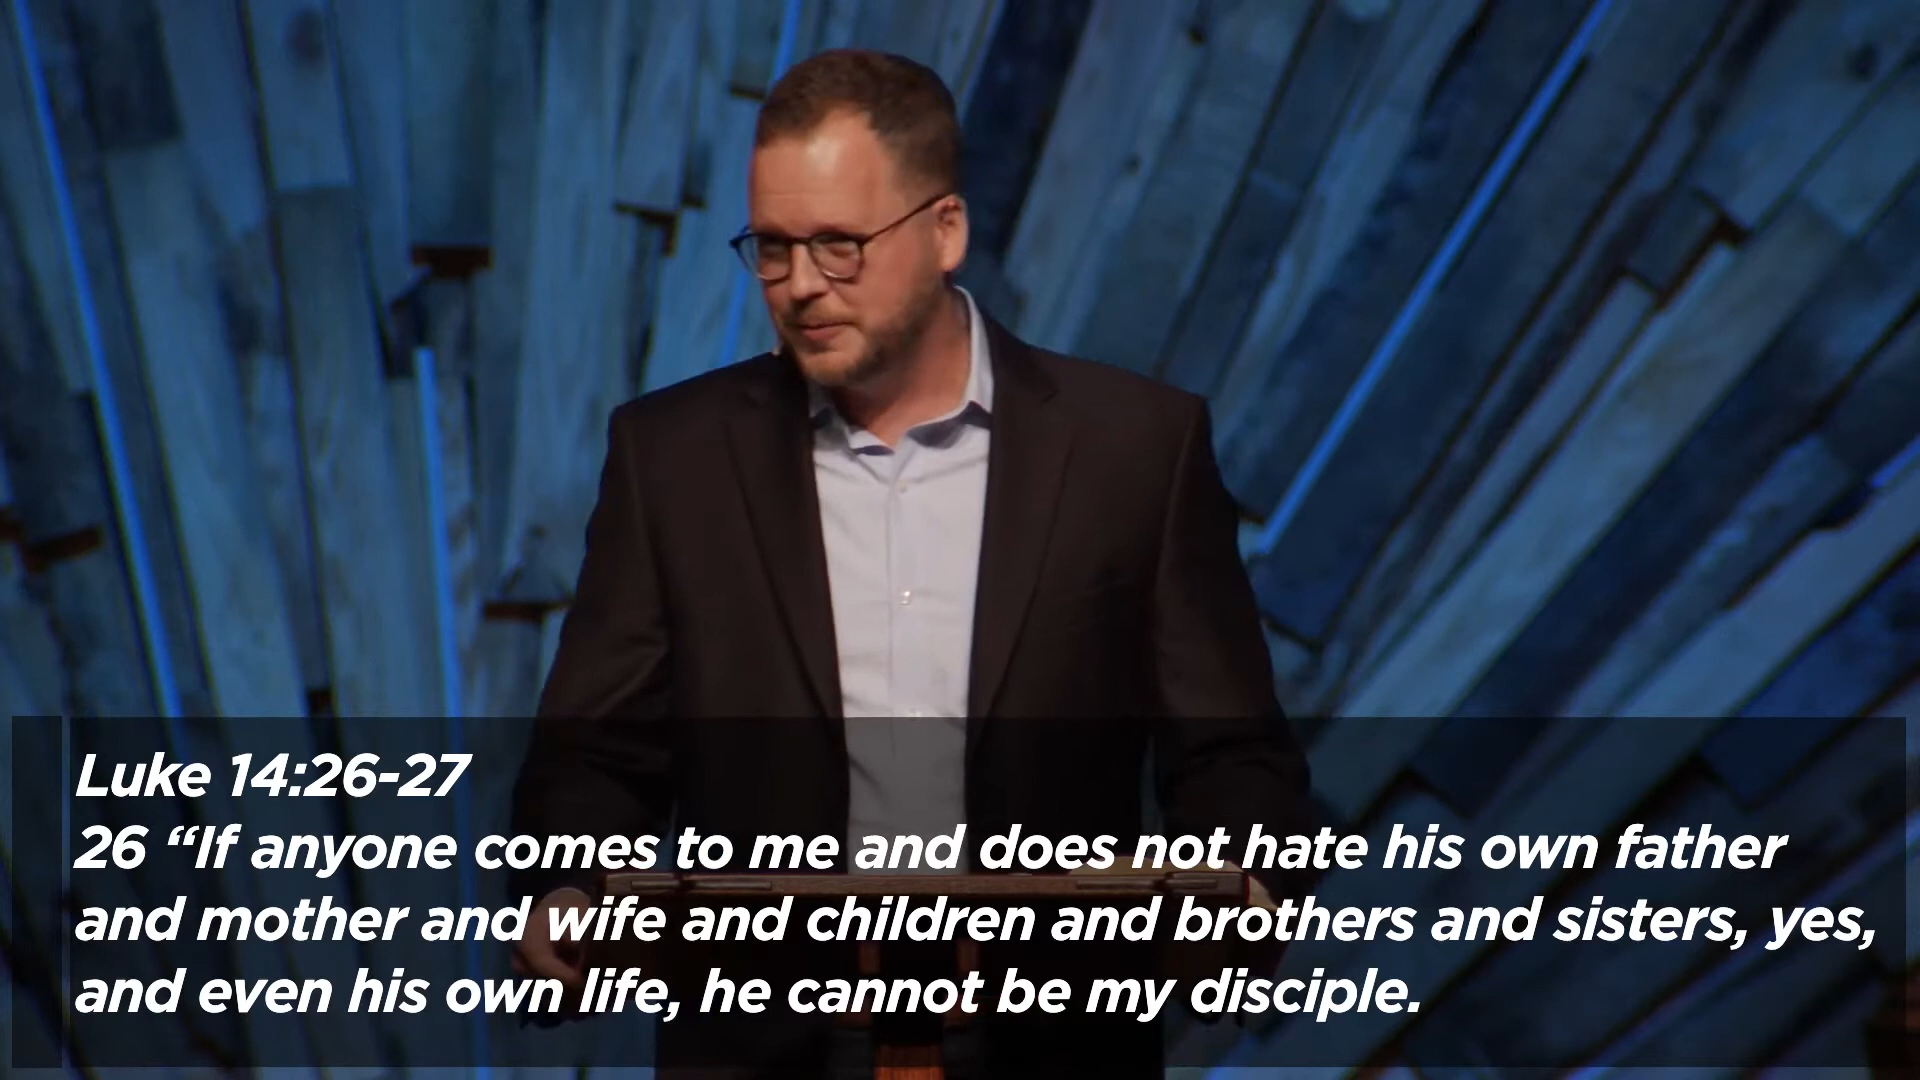 Luke 14:26-27
26 “If anyone comes to me and does not hate his own father
and mother and wife and children and brothers and sisters, yes,
and even his own life, he cannot be my disciple.